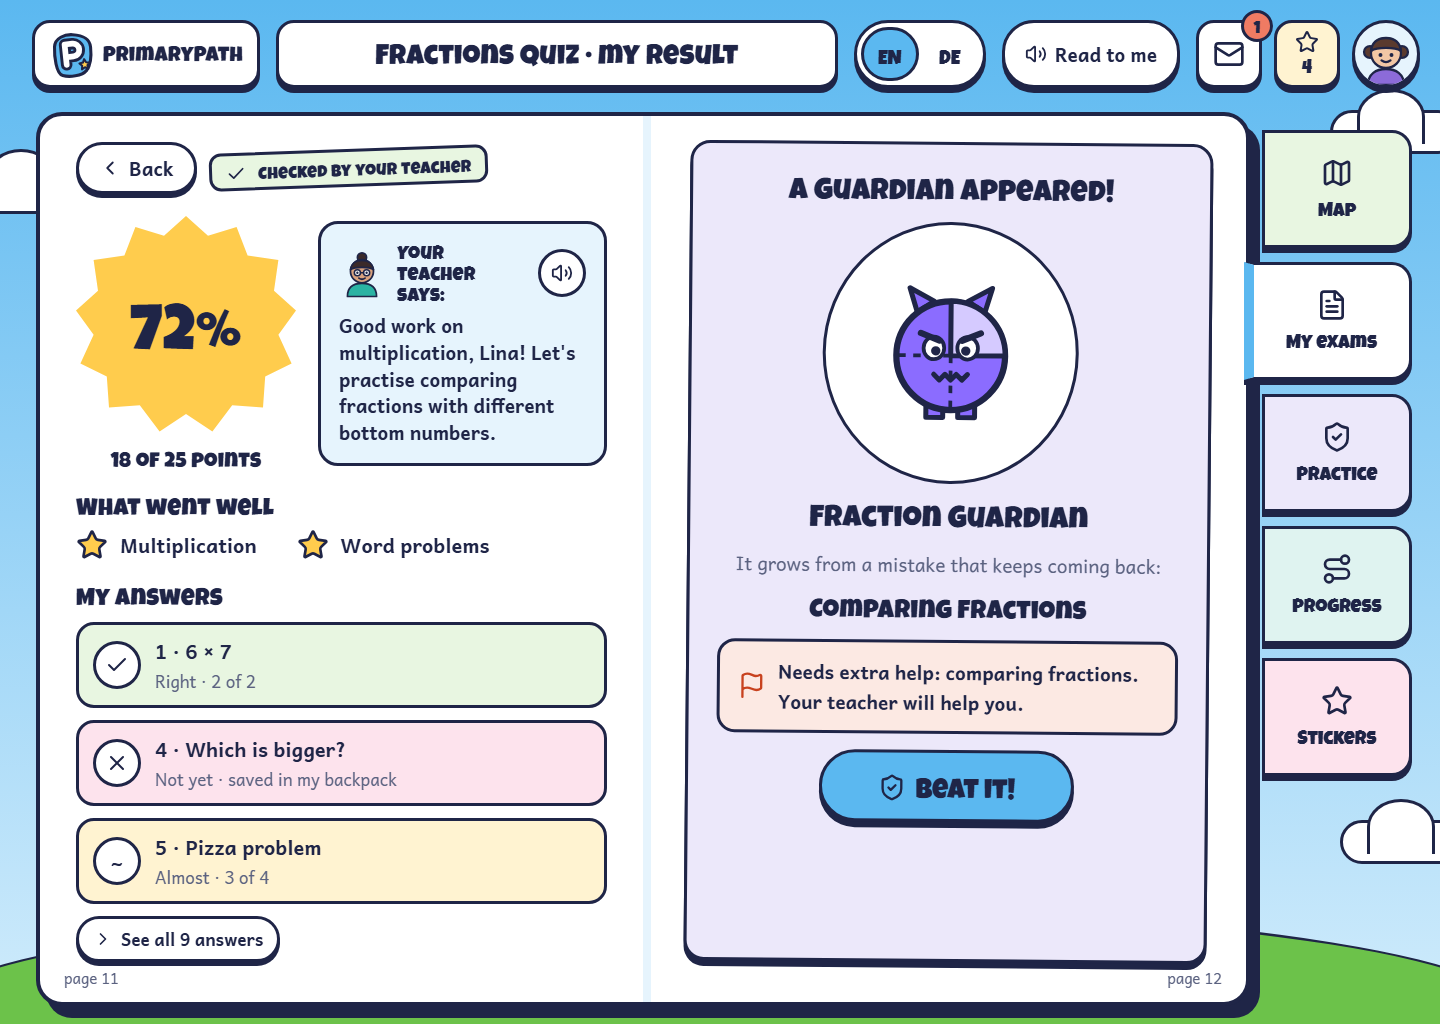 PRIMARYPATH
FRACTIONS QUIZ · MY RESULT
EN
DE
Read to me
1
4
Back
CHECKED BY YOUR TEACHER
72%
18 OF 25 POINTS
YOUR
TEACHER
SAYS:
Good work on
multiplication, Lina! Let's
practise comparing
fractions with different
bottom numbers.
WHAT WENT WELL
Multiplication
Word problems
MY ANSWERS
1 · 6 × 7
Right · 2 of 2
4 · Which is bigger?
Not yet · saved in my backpack
~
5 · Pizza problem
Almost · 3 of 4
See all 9 answers
page 11
A GUARDIAN APPEARED!
FRACTION GUARDIAN
It grows from a mistake that keeps coming back:
COMPARING FRACTIONS
Needs extra help: comparing fractions.
Your teacher will help you.
BEAT IT!
page 12
MAP
MY EXAMS
PRACTICE
PROGRESS
STICKERS